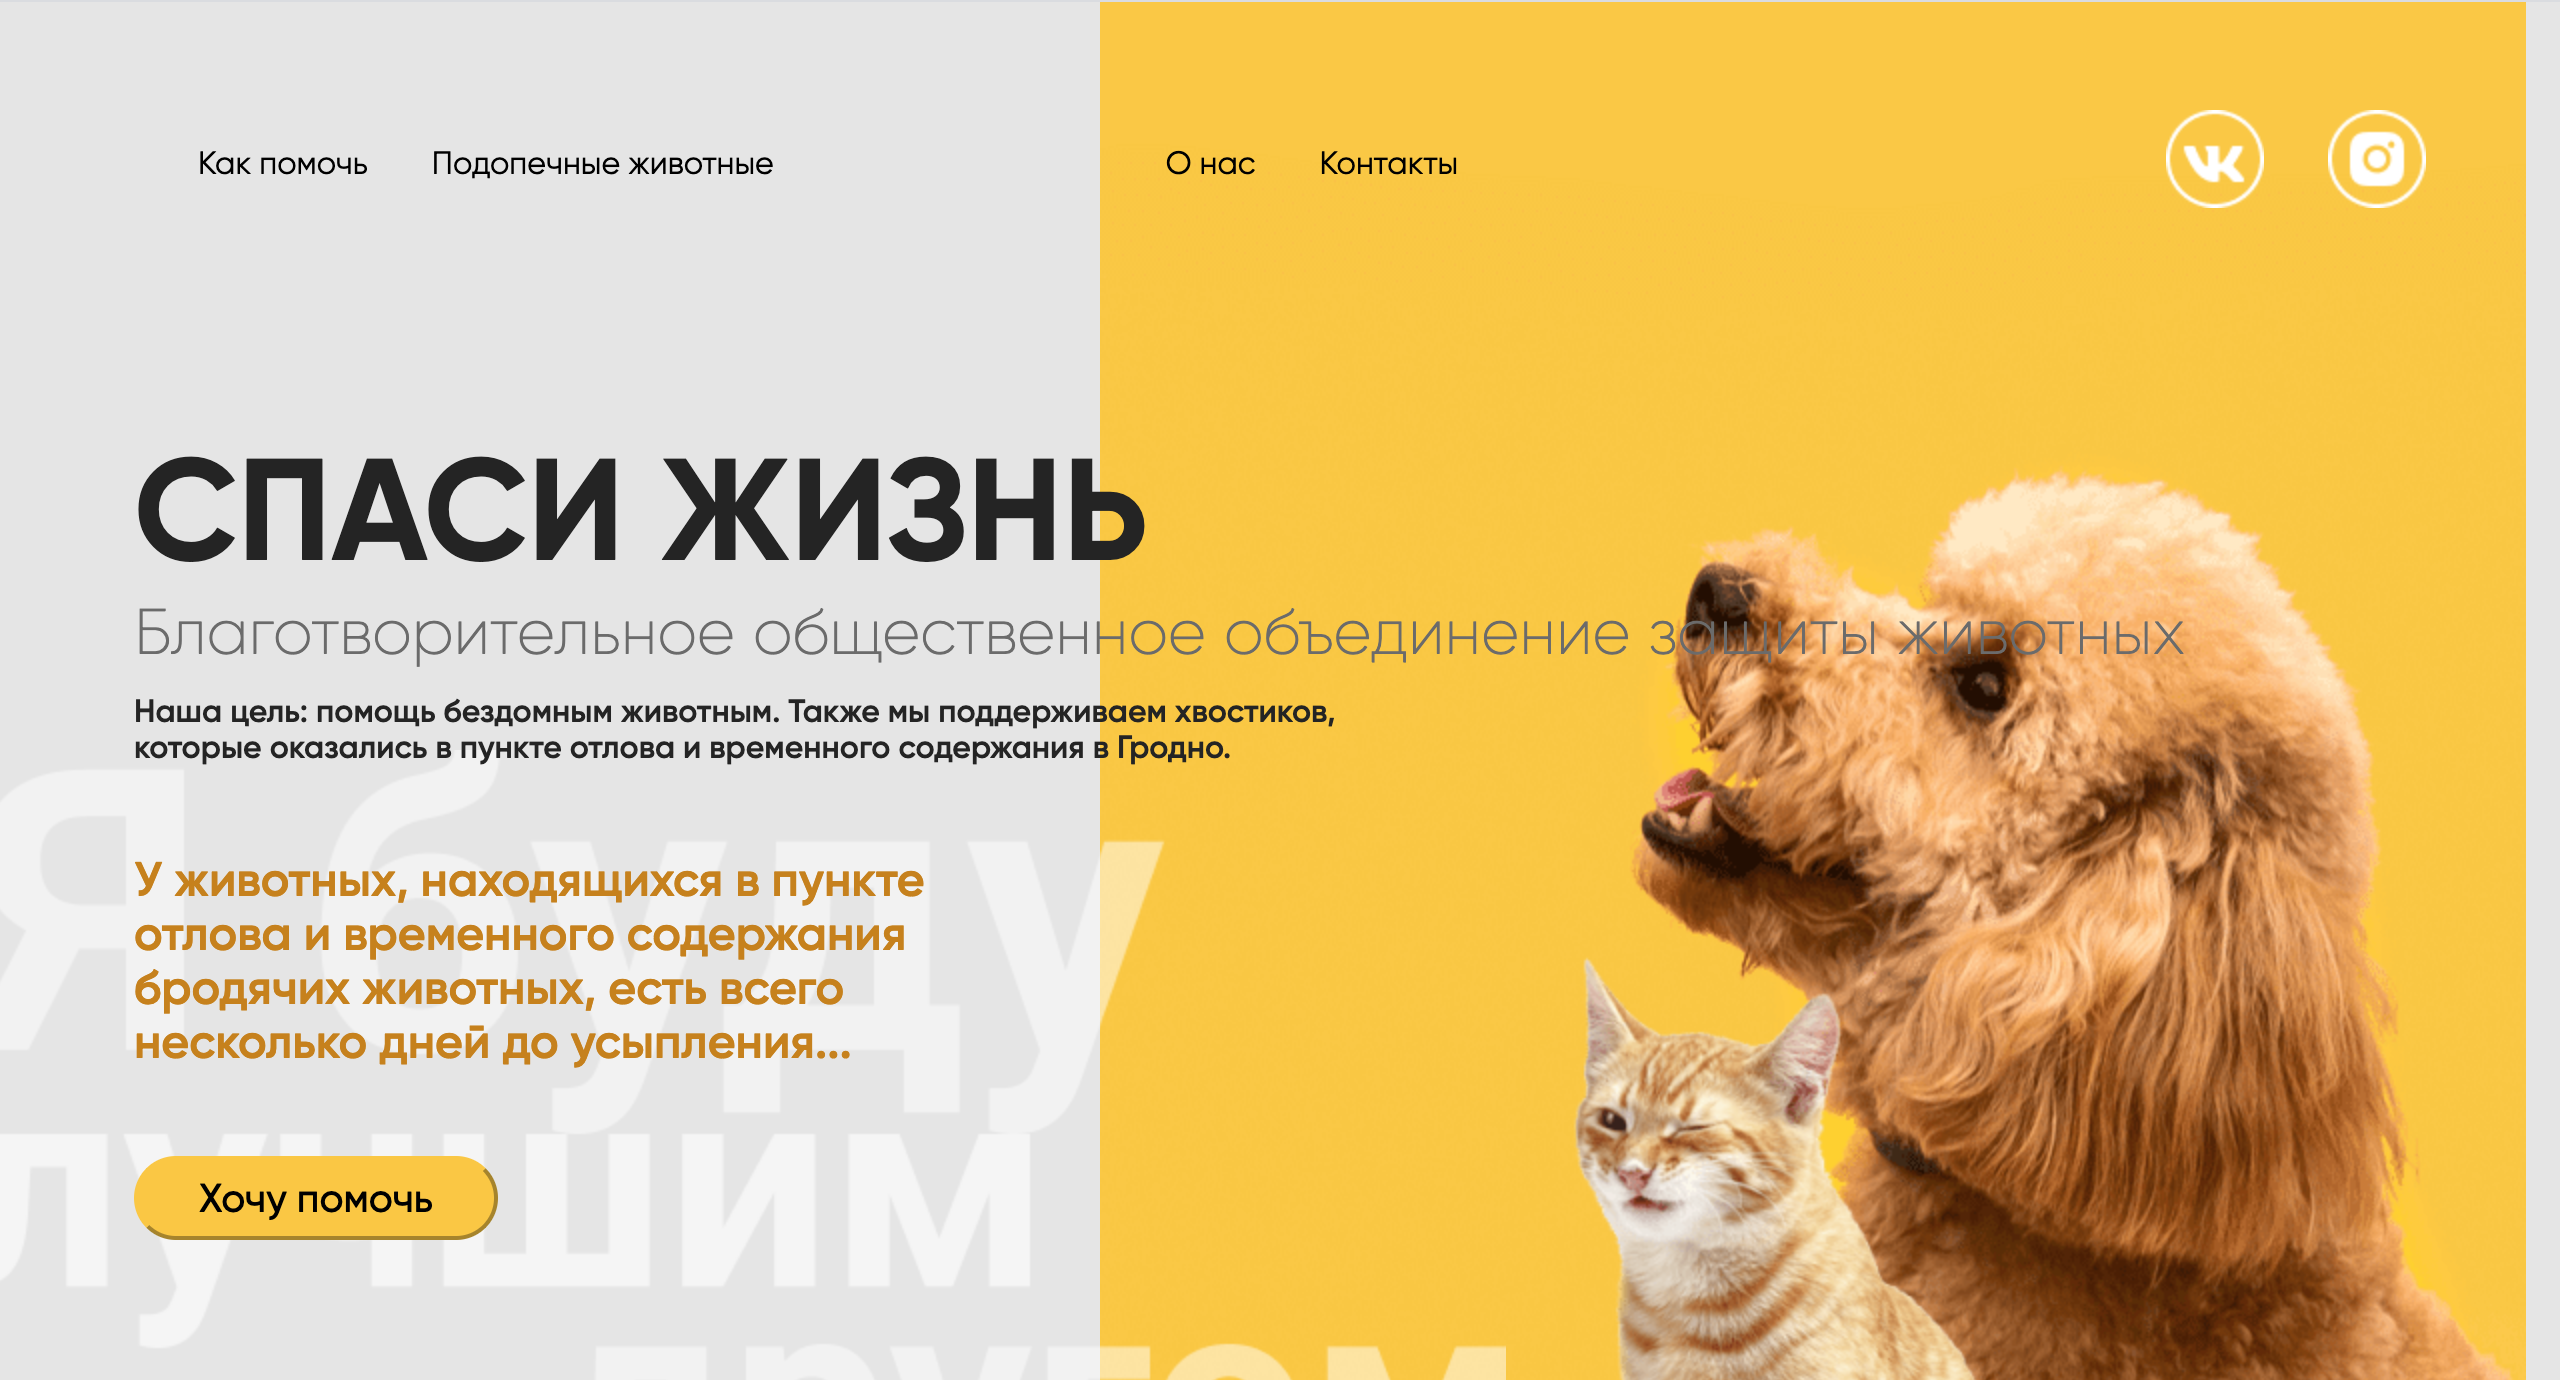 Как помочь Подопечные животные О нас Контакты
СПАСИ ЖИЗНЬ
Благотворительное общественное объединение защиты животных
Наша цель: помощь бездомным животным. Также мы поддерживаем хвостиков,
которые оказались в пункте отлова и временного содержания в Гродно.
Я буду
У животных, находящихся в пункте
отлова и временного содержания
бродячих животных, есть всего
несколько дней до усыпления...
лучшим
Хочу помочь
другом